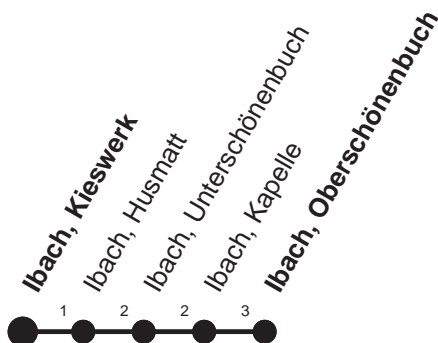 Ibach, Kieswerk
Ibach, Husmatt
Ibach, Unterschönenbuch
Ibach, Kapelle
Ibach, Oberschönenbuch
1
2
2
3